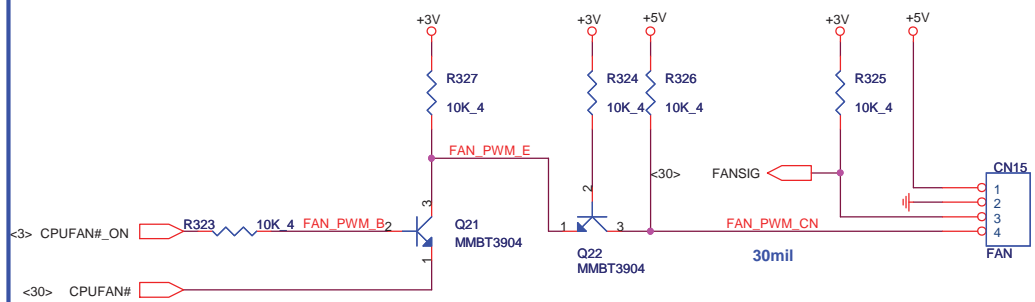 +3V
+3V
+5V
+3V
+5V
R327
10K_4
R324
10K_4
R326
10K_4
R325
10K_4
FAN_PWM_E
<30>
FANSIG
CN15
1
2
3
4
FAN
2
1
3
Q22
MMBT3904
FAN_PWM_CN
30mil
<3> CPUFAN#_ON
R323
10K_4
FAN_PWM_B
2
3
1
Q21
MMBT3904
<30> CPUFAN#